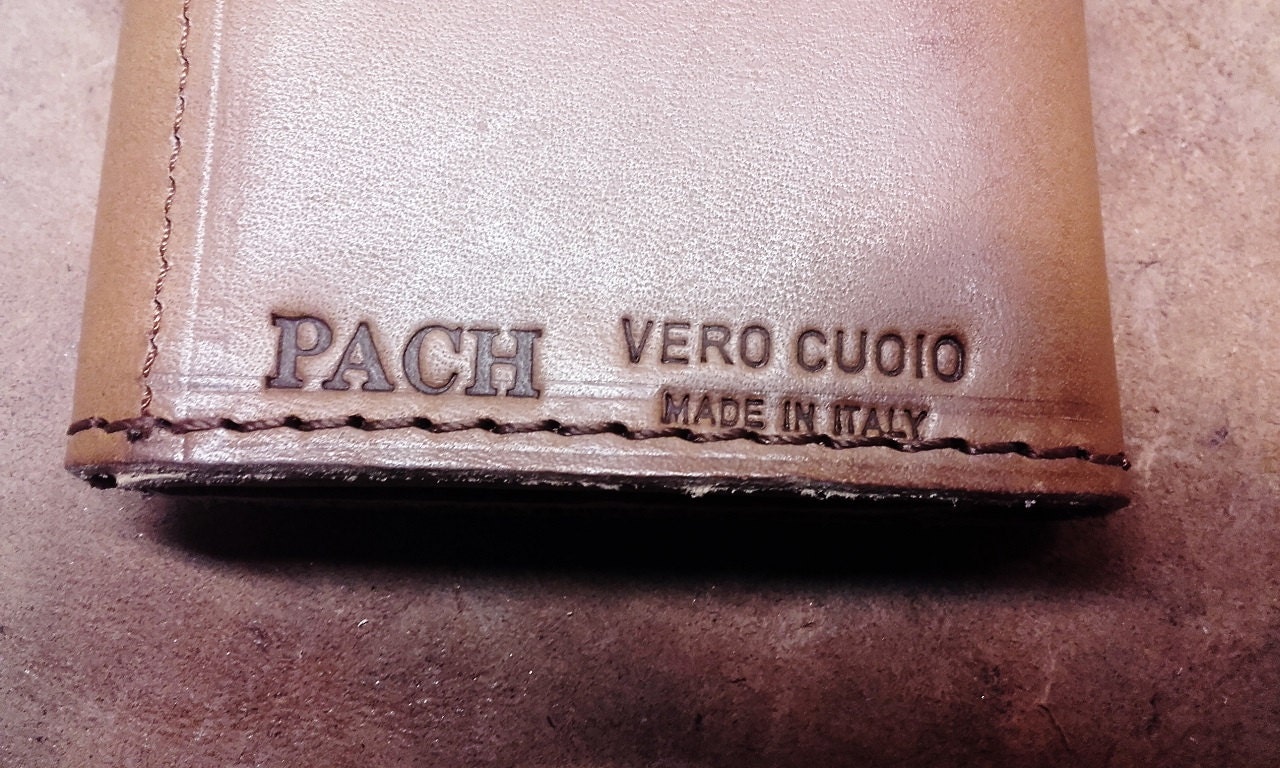 PACH
VERO CUOIO
MADE IN ITALY